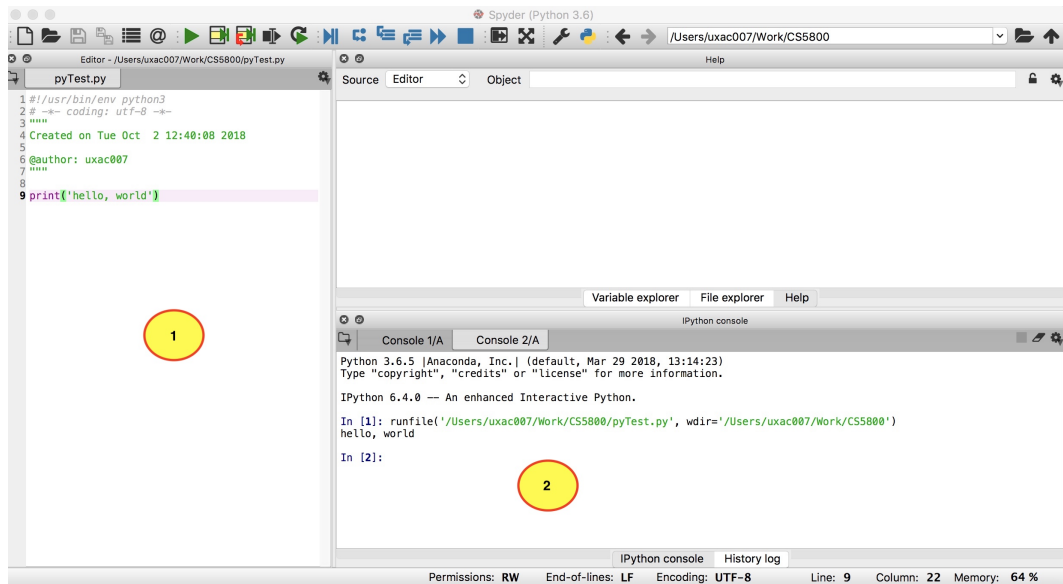 Spyder (Python 3.6)
/Users/uxac007/Work/CS5800
Editor - /Users/uxac007/Work/CS5800/pyTest.py
pyTest.py
1 #!/usr/bin/env python3
2 # -*- coding: utf-8 -*-
3 """
4 Created on Tue Oct  2 12:40:08 2018
5
6 @author: uxac007
7 """
8
9 print('hello, world')
1
Help
Source Editor Object
Variable explorer File explorer Help
IPython console
Console 1/A Console 2/A
Python 3.6.5 |Anaconda, Inc.| (default, Mar 29 2018, 13:14:23)
Type "copyright", "credits" or "license" for more information.
IPython 6.4.0 -- An enhanced Interactive Python.
In [1]: runfile('/Users/uxac007/Work/CS5800/pyTest.py', wdir='/Users/uxac007/Work/CS5800')
hello, world
In [2]:
2
IPython console History log
Permissions: RW End-of-lines: LF Encoding: UTF-8 Line: 9 Column: 22 Memory: 64 %